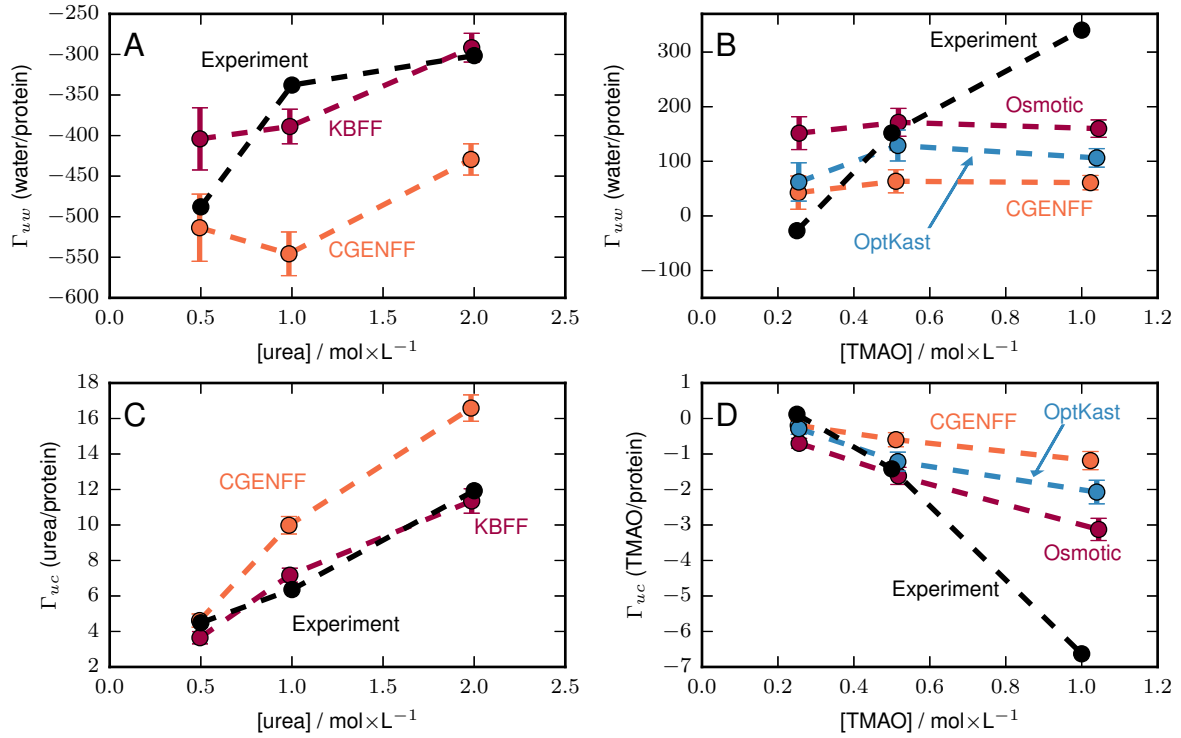 A
−250
−300
−350
−400
−450
−500
−550
−600
Γuw (water/protein)
Experiment
KBFF
CGENFF
0.0 0.5 1.0 1.5 2.0 2.5
[urea] / mol×L−1
B
300
200
100
0
−100
Γuw (water/protein)
Experiment
Osmotic
CGENFF
OptKast
0.0 0.2 0.4 0.6 0.8 1.0 1.2
[TMAO] / mol×L−1
C
18
16
14
12
10
8
6
4
2
Γuc (urea/protein)
CGENFF
KBFF
Experiment
0.0 0.5 1.0 1.5 2.0 2.5
[urea] / mol×L−1
D
1
0
−1
−2
−3
−4
−5
−6
−7
Γuc (TMAO/protein)
OptKast
CGENFF
Osmotic
Experiment
0.0 0.2 0.4 0.6 0.8 1.0 1.2
[TMAO] / mol×L−1